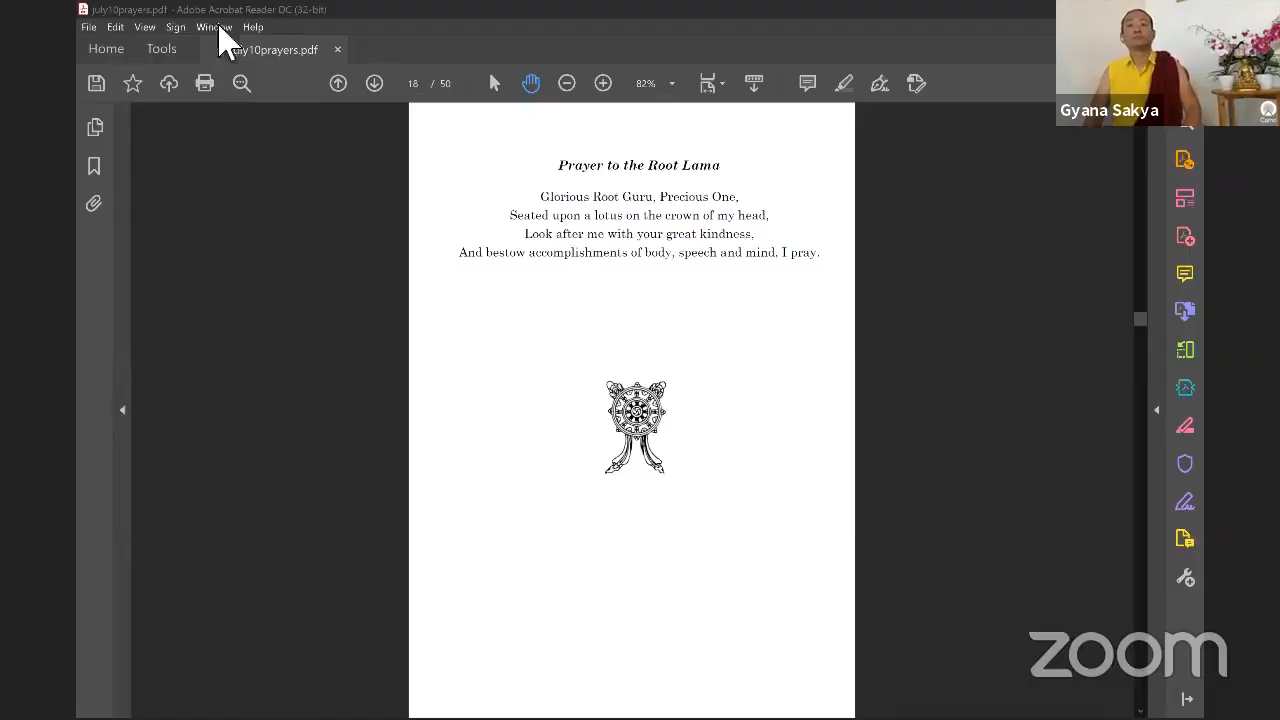 july10prayers.pdf - Adobe Acrobat Reader DC (32-bit)
File Edit View Sign Window Help
Home Tools july10prayers.pdf
18 / 50 82%
Prayer to the Root Lama
Glorious Root Guru, Precious One,
Seated upon a lotus on the crown of my head,
Look after me with your great kindness,
And bestow accomplishments of body, speech and mind, I pray.
Gyana Sakya
Camo
zoom